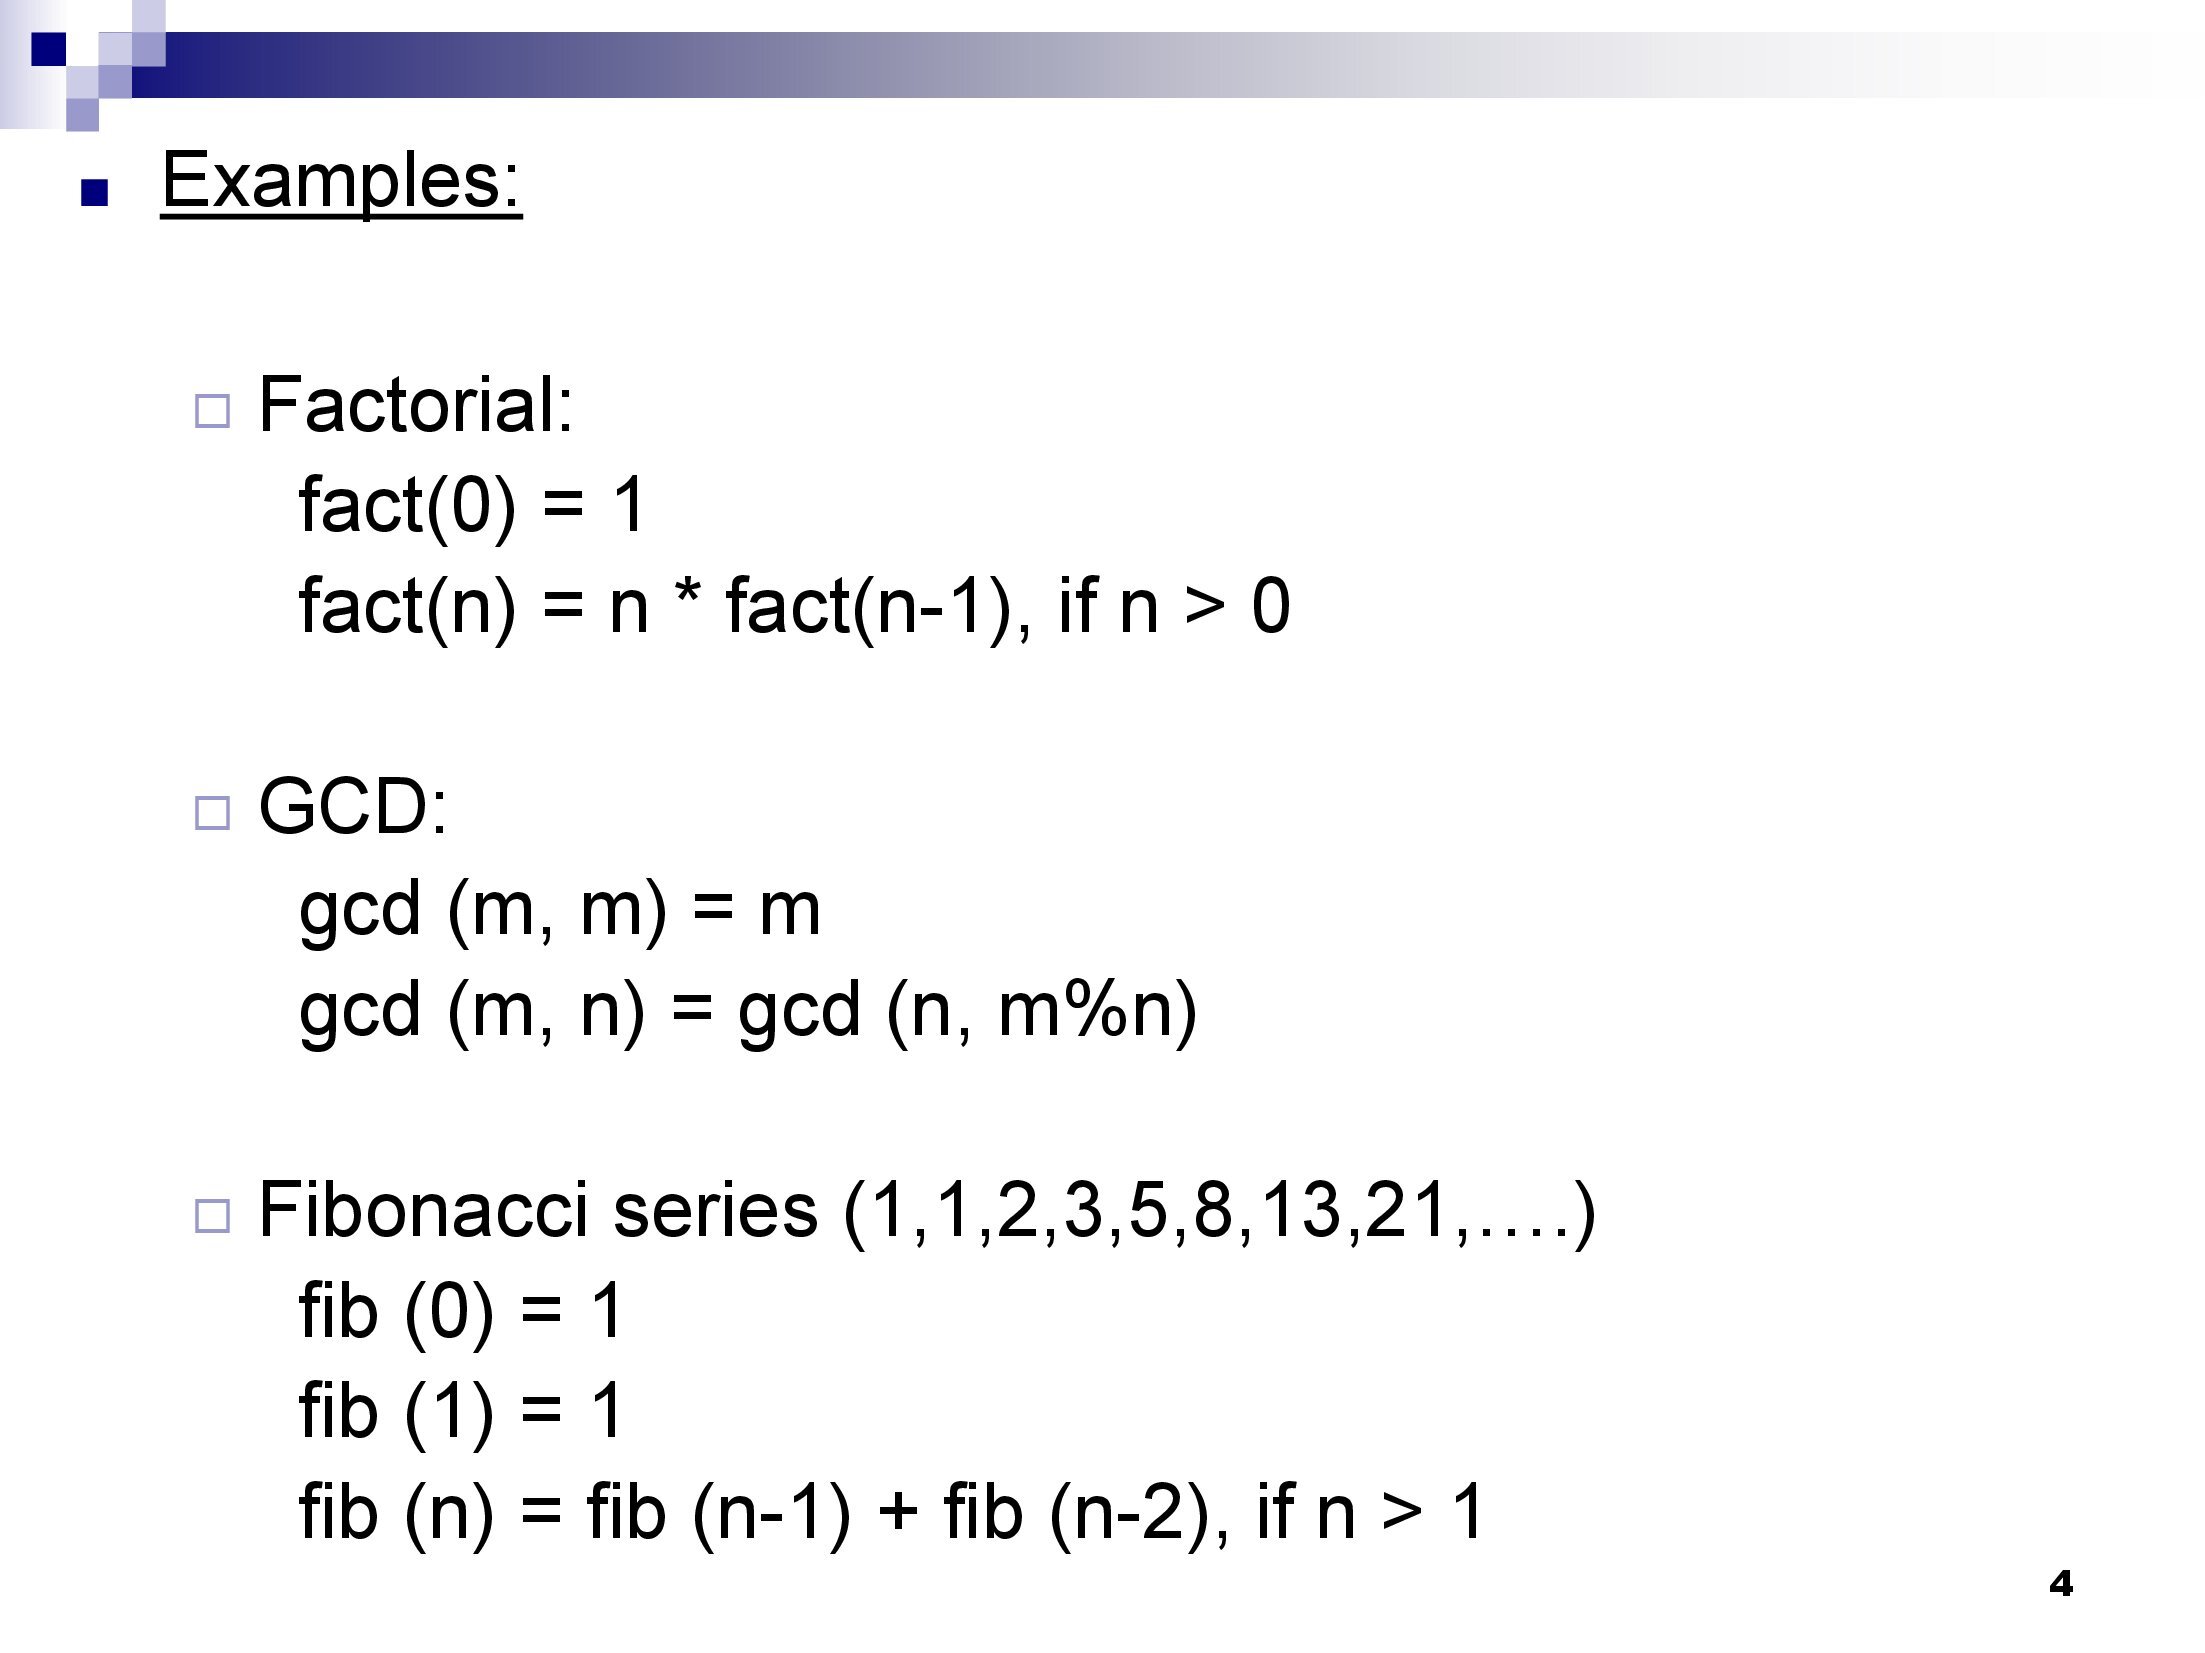 Examples:
Factorial:
fact(0) = 1
fact(n) = n * fact(n-1), if n > 0
GCD:
gcd (m, m) = m
gcd (m, n) = gcd (n, m%n)
Fibonacci series (1,1,2,3,5,8,13,21,….)
fib (0) = 1
fib (1) = 1
fib (n) = fib (n-1) + fib (n-2), if n > 1
4